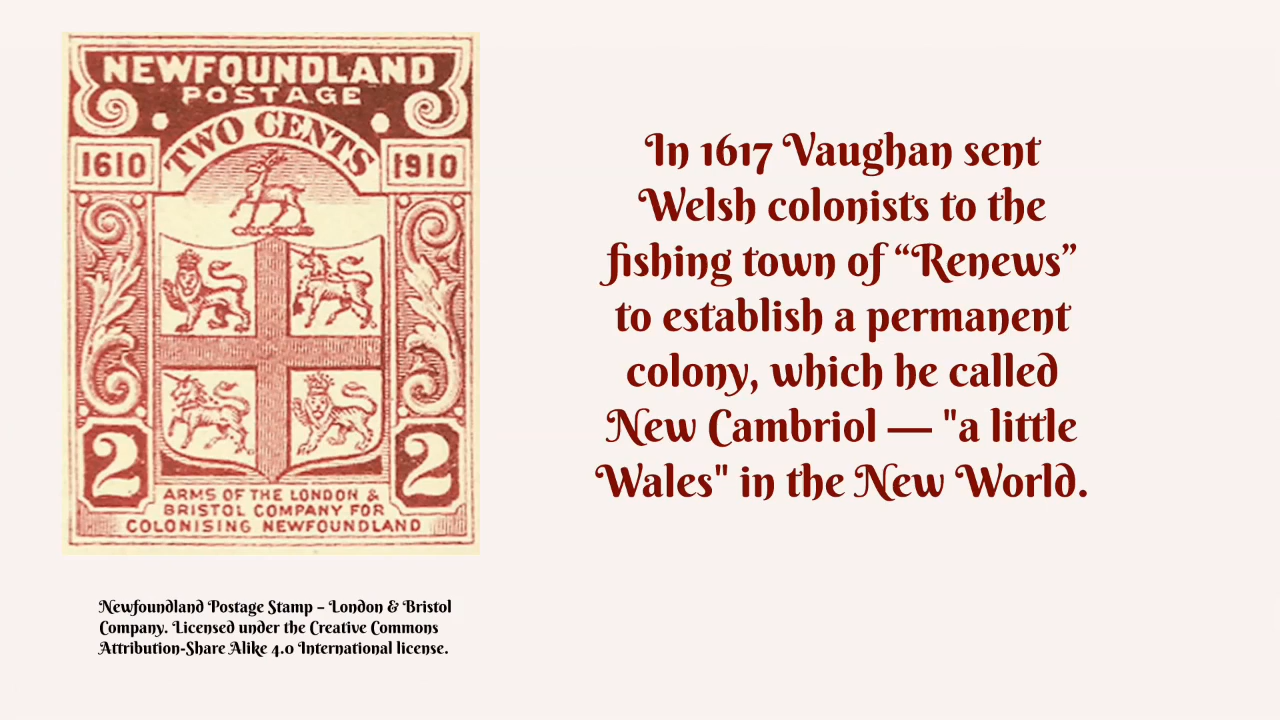 NEWFOUNDLAND
POSTAGE
TWO CENTS
1610 1910
2 2
ARMS OF THE LONDON &
BRISTOL COMPANY FOR
COLONISING NEWFOUNDLAND
Newfoundland Postage Stamp – London & Bristol
Company. Licensed under the Creative Commons
Attribution-Share Alike 4.0 International license.
In 1617 Vaughan sent
Welsh colonists to the
fishing town of “Renews”
to establish a permanent
colony, which he called
New Cambriol — "a little
Wales" in the New World.